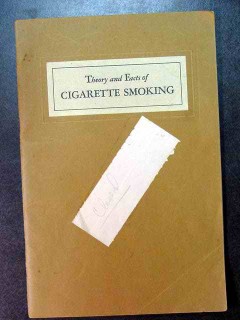 Theory and Facts of
CIGARETTE SMOKING